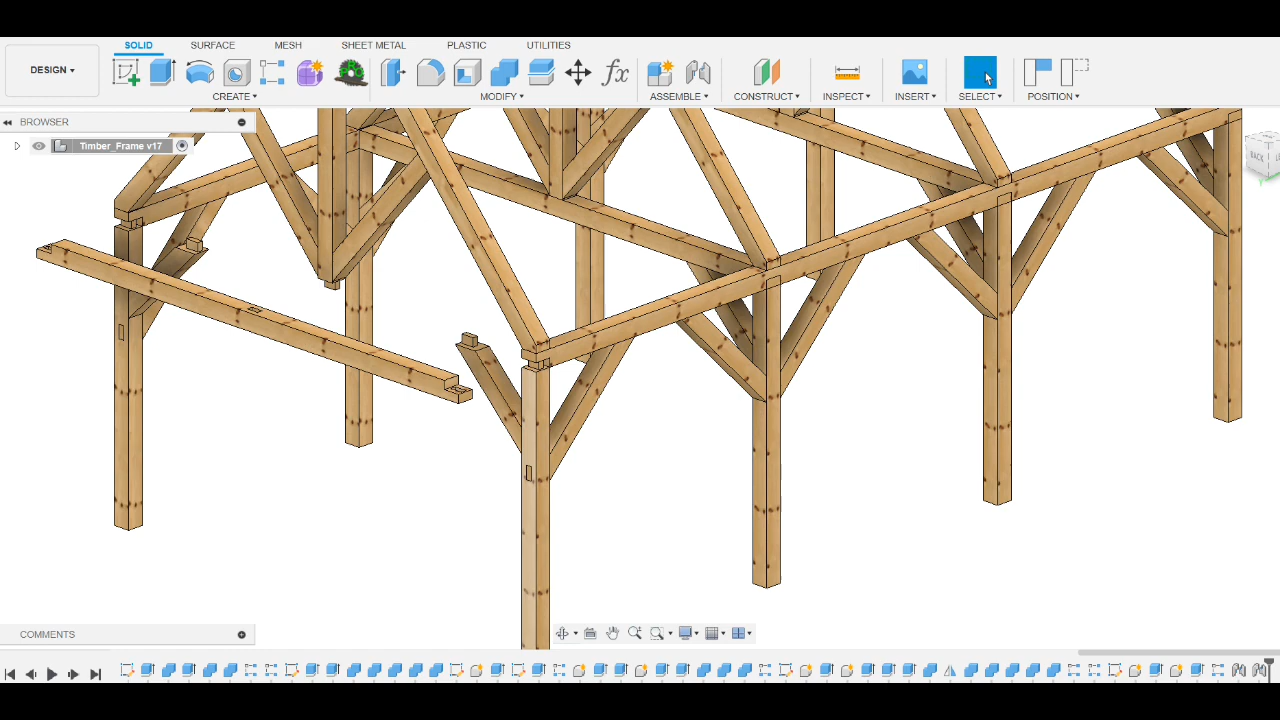 SOLID SURFACE MESH SHEET METAL PLASTIC UTILITIES
DESIGN
CREATE MODIFY ASSEMBLE CONSTRUCT INSPECT INSERT SELECT POSITION
BROWSER
Timber_Frame v17
BACK
COMMENTS